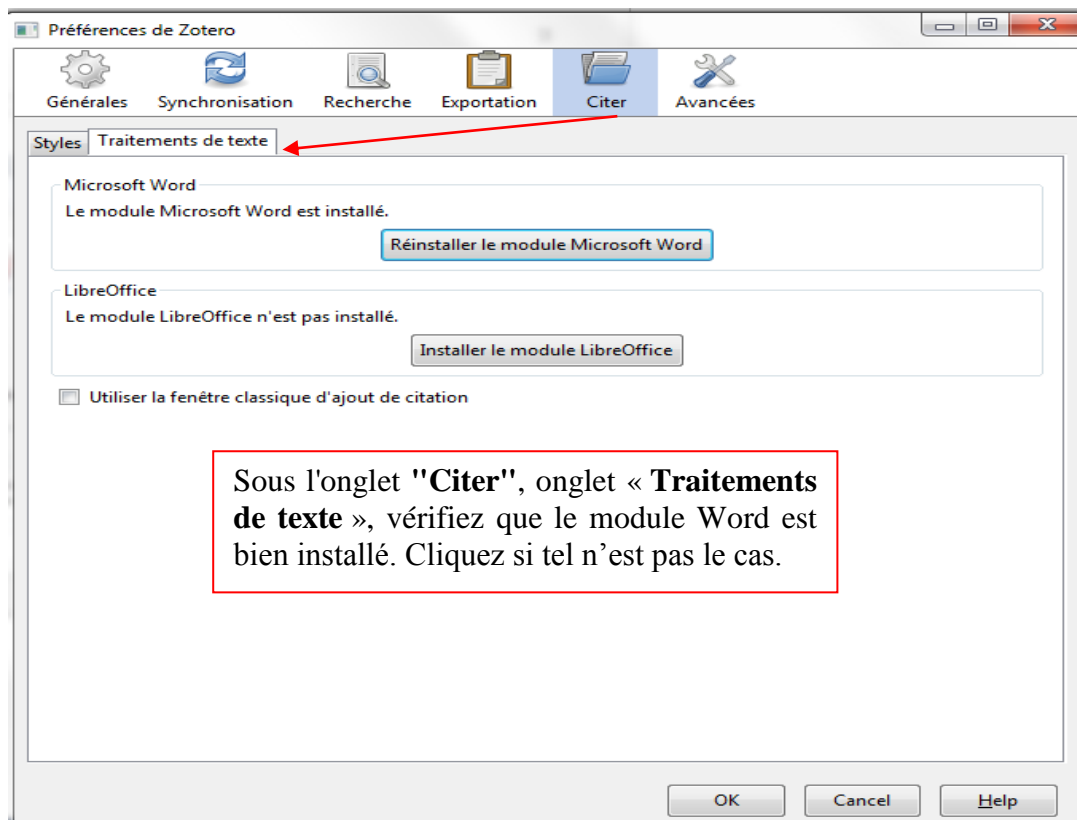 Préférences de Zotero
Générales Synchronisation Recherche Exportation Citer Avancées
Styles Traitements de texte
Microsoft Word
Le module Microsoft Word est installé.
Réinstaller le module Microsoft Word
LibreOffice
Le module LibreOffice n'est pas installé.
Installer le module LibreOffice
Utiliser la fenêtre classique d'ajout de citation
Sous l'onglet "Citer", onglet « Traitements
de texte », vérifiez que le module Word est
bien installé. Cliquez si tel n’est pas le cas.
OK Cancel Help